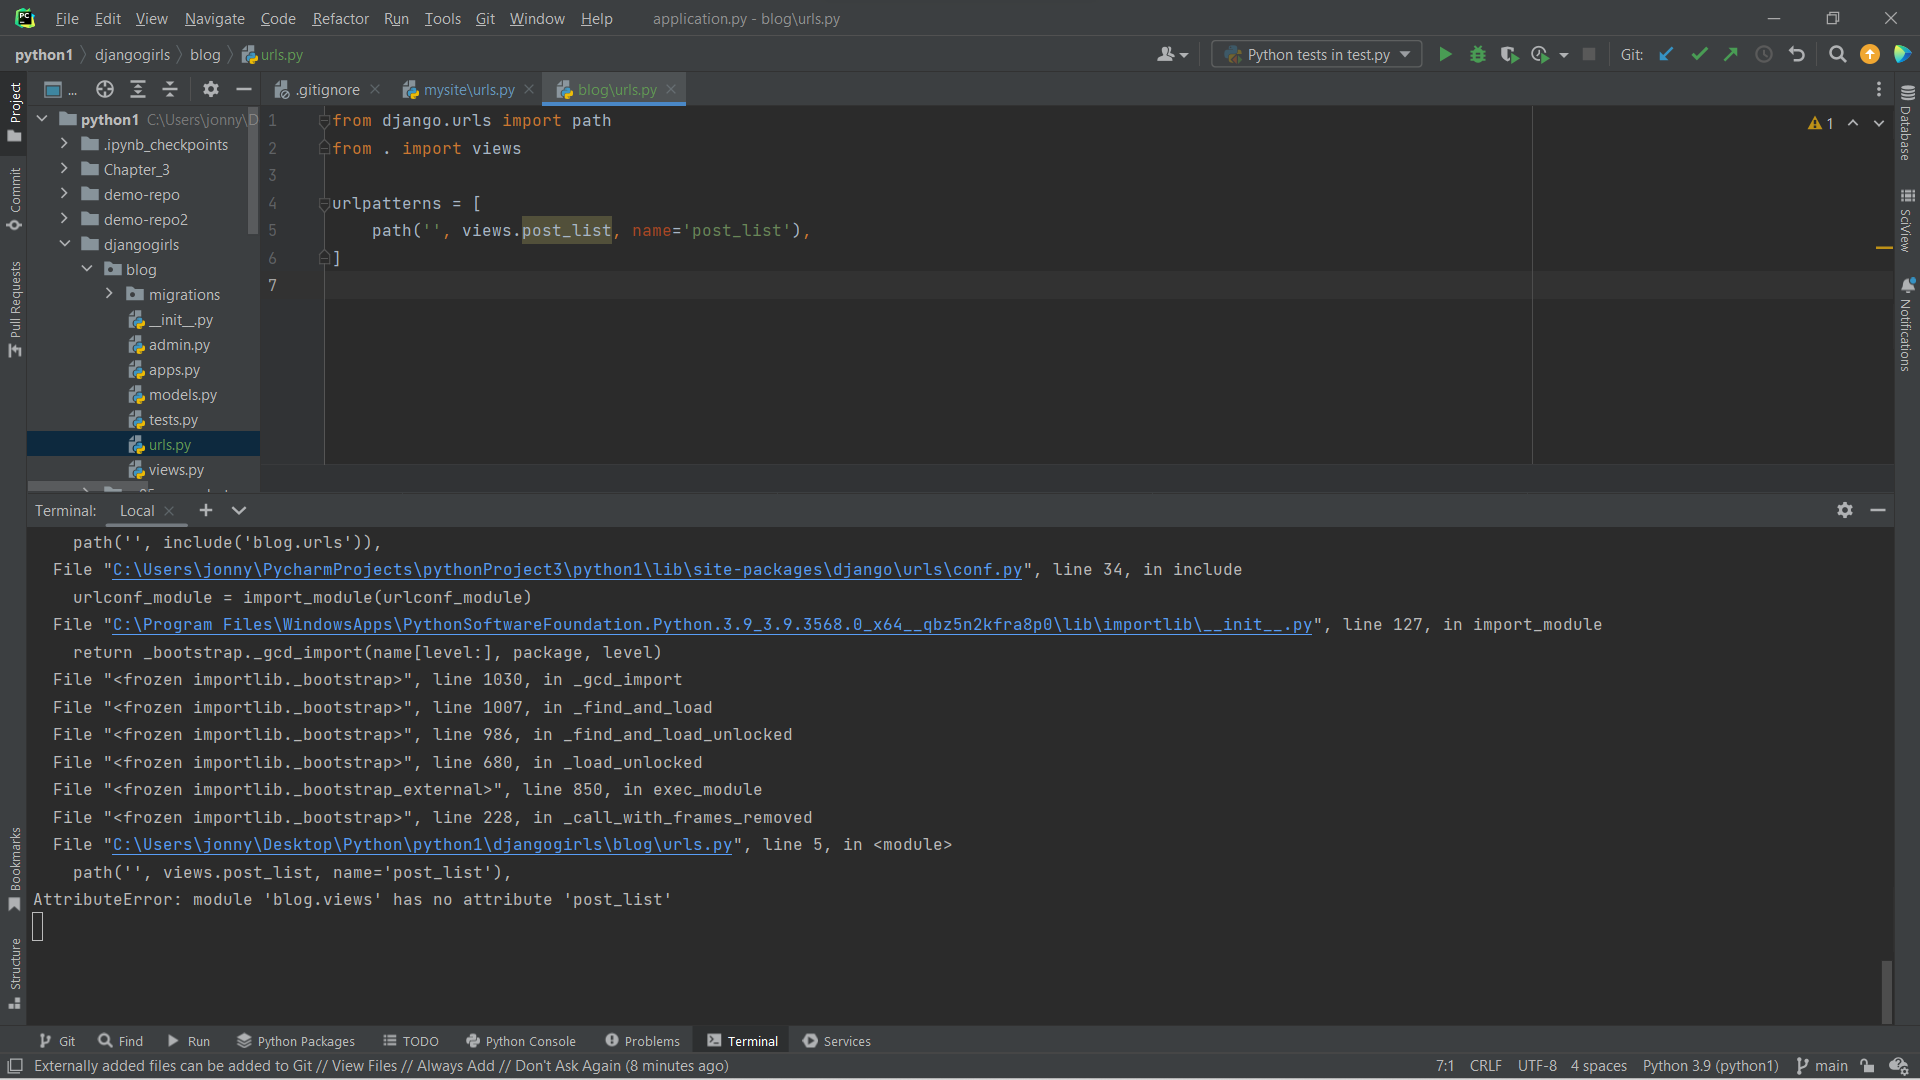 File Edit View Navigate Code Refactor Run Tools Git Window Help application.py - blog\urls.py
python1 djangogirls blog urls.py Python tests in test.py Git:
... .gitignore mysite\urls.py blog\urls.py
Project
Commit
Pull Requests
Bookmarks
Structure
python1 C:\Users\jonny\D
.ipynb_checkpoints
Chapter_3
demo-repo
demo-repo2
djangogirls
blog
migrations
__init__.py
admin.py
apps.py
models.py
tests.py
urls.py
views.py
1 from django.urls import path
2 from . import views
3
4 urlpatterns = [
5 path('', views.post_list, name='post_list'),
6 ]
7
1
Database
SciView
Notifications
Terminal: Local
path('', include('blog.urls')),
File "C:\Users\jonny\PycharmProjects\pythonProject3\python1\lib\site-packages\django\urls\conf.py", line 34, in include
urlconf_module = import_module(urlconf_module)
File "C:\Program Files\WindowsApps\PythonSoftwareFoundation.Python.3.9_3.9.3568.0_x64__qbz5n2kfra8p0\lib\importlib\__init__.py", line 127, in import_module
return _bootstrap._gcd_import(name[level:], package, level)
File "<frozen importlib._bootstrap>", line 1030, in _gcd_import
File "<frozen importlib._bootstrap>", line 1007, in _find_and_load
File "<frozen importlib._bootstrap>", line 986, in _find_and_load_unlocked
File "<frozen importlib._bootstrap>", line 680, in _load_unlocked
File "<frozen importlib._bootstrap_external>", line 850, in exec_module
File "<frozen importlib._bootstrap>", line 228, in _call_with_frames_removed
File "C:\Users\jonny\Desktop\Python\python1\djangogirls\blog\urls.py", line 5, in <module>
path('', views.post_list, name='post_list'),
AttributeError: module 'blog.views' has no attribute 'post_list'
Git Find Run Python Packages TODO Python Console Problems Terminal Services
Externally added files can be added to Git // View Files // Always Add // Don't Ask Again (8 minutes ago) 7:1 CRLF UTF-8 4 spaces Python 3.9 (python1) main